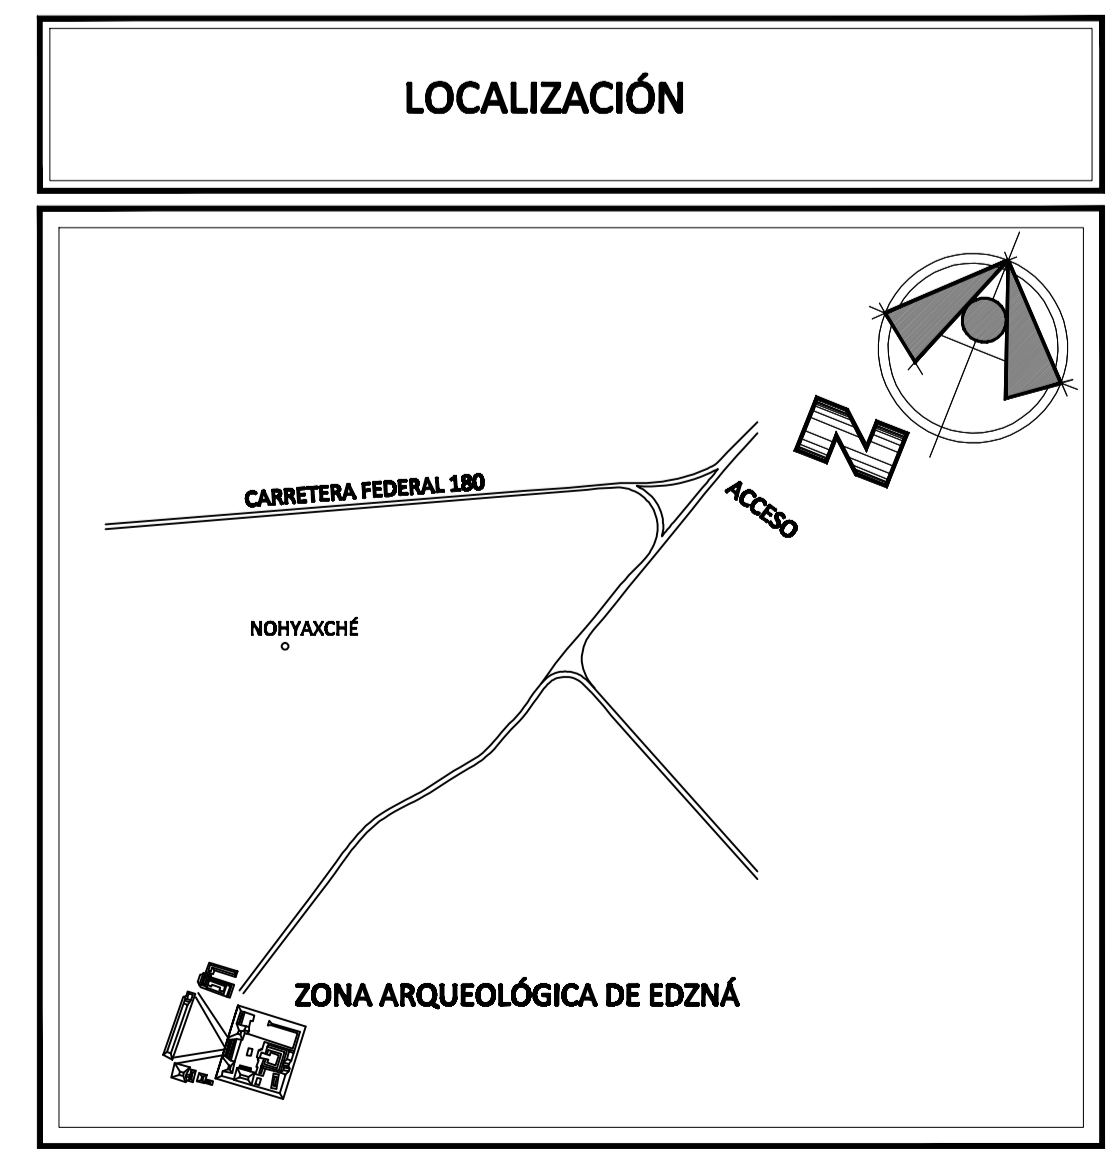 LOCALIZACIÓN
N
CARRETERA FEDERAL 180
ACCESO
NOHYAXCHÉ
ZONA ARQUEOLÓGICA DE EDZNÁ